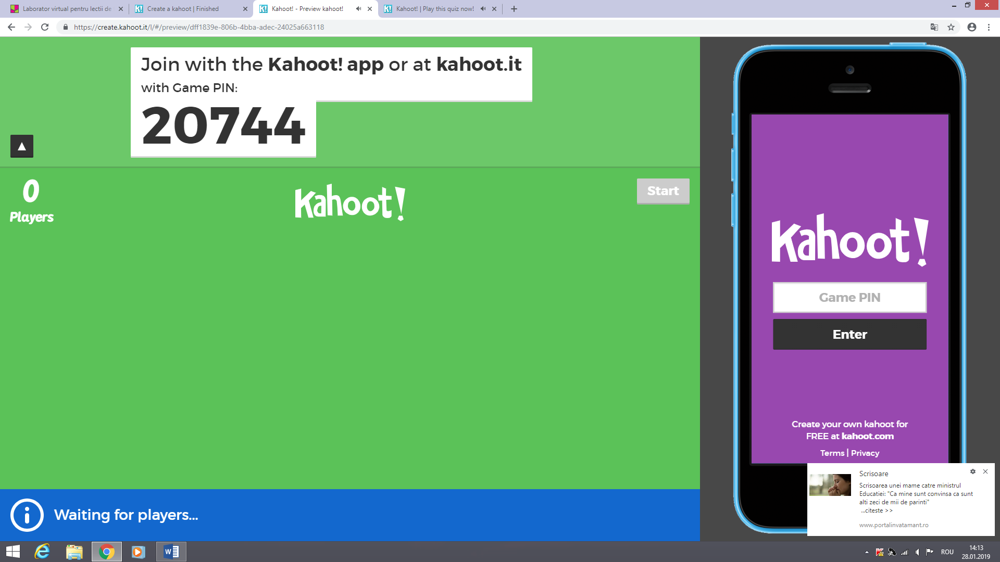 Laborator virtual pentru lectii de
Create a kahoot | Finished
Kahoot! - Preview kahoot!
Kahoot! | Play this quiz now!
https://create.kahoot.it/l/#/preview/dff1839e-806b-4bba-adec-24025a663118
Join with the Kahoot! app or at kahoot.it
with Game PIN:
20744
0
Players
Kahoot!
Start
Waiting for players...
Kahoot!
Game PIN
Enter
Create your own kahoot for
FREE at kahoot.com
Terms | Privacy
Scrisoare
Scrisoarea unei mame catre ministrul
Educatiei: "Ca mine sunt convinsa ca sunt
alti zeci de mii de parinti"
...citeste >>
www.portalinvatamant.ro
ROU
14:13
28.01.2019